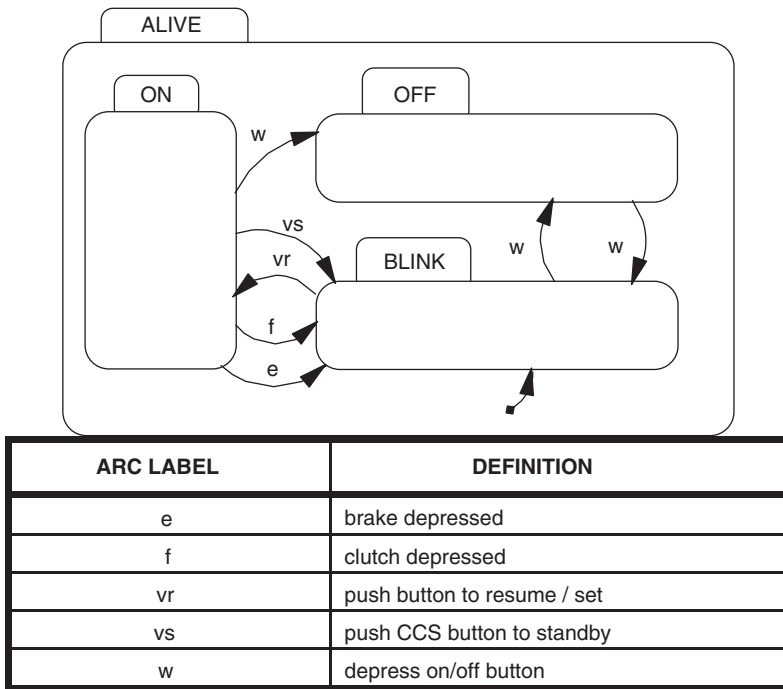 ALIVE
ON
OFF
w
vs
vr
BLINK
w
w
f
e
ARC LABEL DEFINITION
e brake depressed
f clutch depressed
vr push button to resume / set
vs push CCS button to standby
w depress on/off button